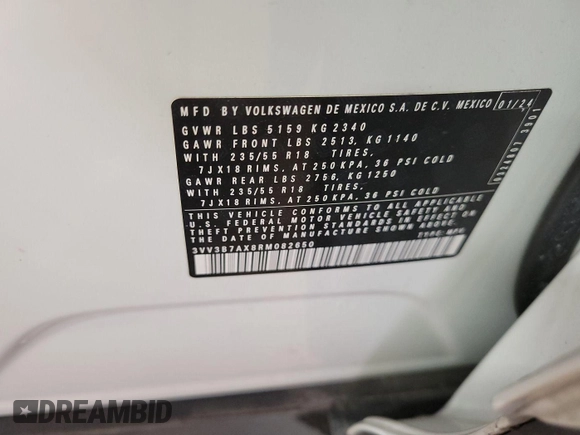 MFD BY VOLKSWAGEN DE MEXICO S.A. DE C.V. MEXICO 01/24
GVWR LBS 5159 KG 2340
GAWR FRONT LBS 2513, KG 1140
WITH 235/55 R18 TIRES,
7JX18 RIMS, AT 250 KPA, 36 PSI COLD
GAWR REAR LBS 2756, KG 1250
WITH 235/55 R18 TIRES,
7JX18 RIMS, AT 250 KPA, 36 PSI COLD
THIS VEHICLE CONFORMS TO ALL APPLICABLE
U.S. FEDERAL MOTOR VEHICLE SAFETY AND
THEFT PREVENTION STANDARDS IN EFFECT ON
THE DATE OF MANUFACTURE SHOWN ABOVE.
3VV3B7AX8RM082650 TYPE: MPV
DREAMBID